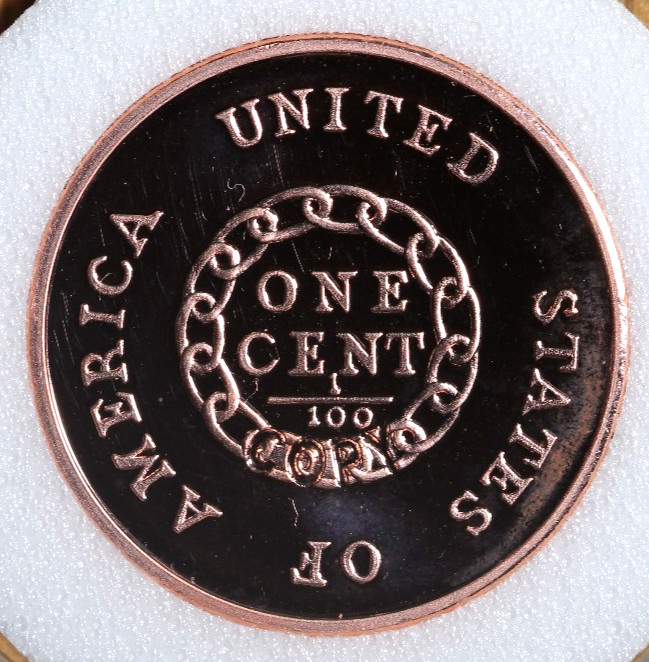 UNITED STATES OF AMERICA
ONE
CENT
1
100
COPY